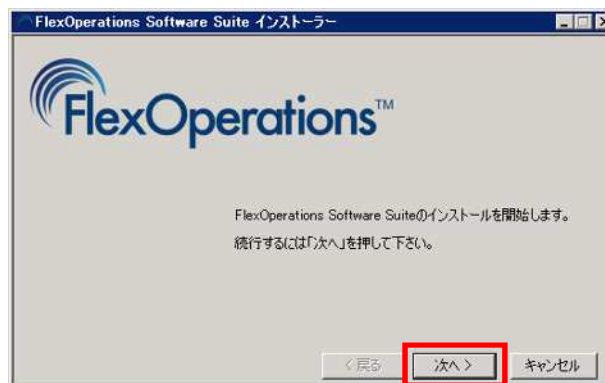 FlexOperations Software Suite インストーラー
FlexOperations™
FlexOperations Software Suiteのインストールを開始します。
続行するには「次へ」を押して下さい。
< 戻る 次へ > キャンセル